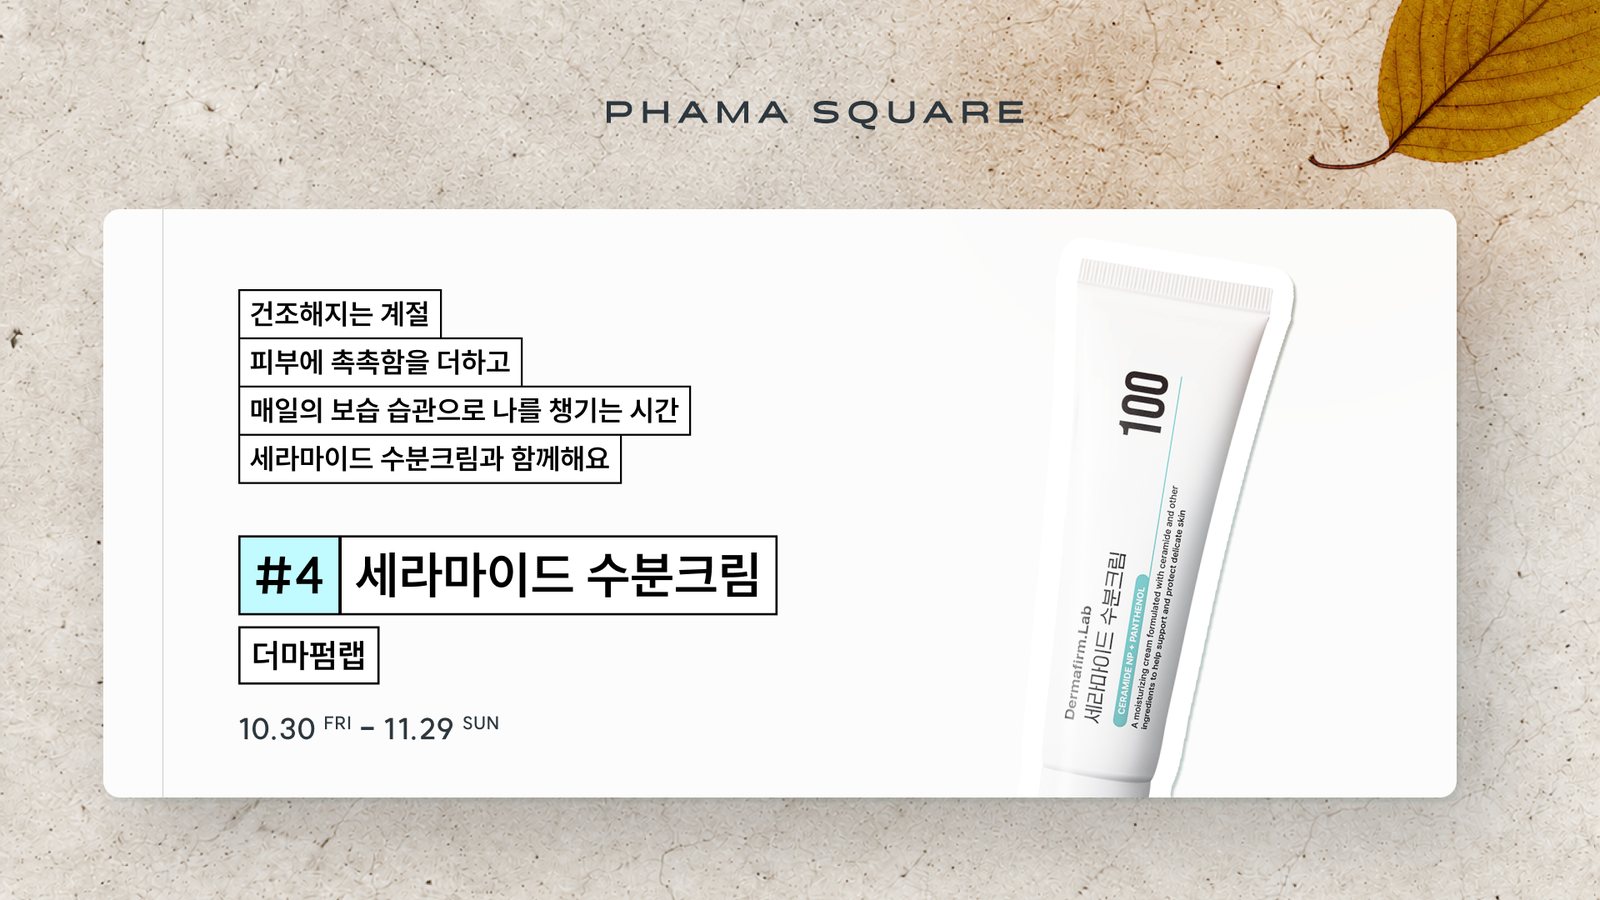 PHAMA SQUARE
건조해지는 계절
피부에 촉촉함을 더하고
매일의 보습 습관으로 나를 챙기는 시간
세라마이드 수분크림과 함께해요
#4 세라마이드 수분크림
더마펌랩
10.30 FRI – 11.29 SUN
100
Dermafirm.Lab
세라마이드 수분크림
CERAMIDE NP + PANTHENOL
A moisturizing cream formulated with ceramide and other
ingredients to help support and protect delicate skin